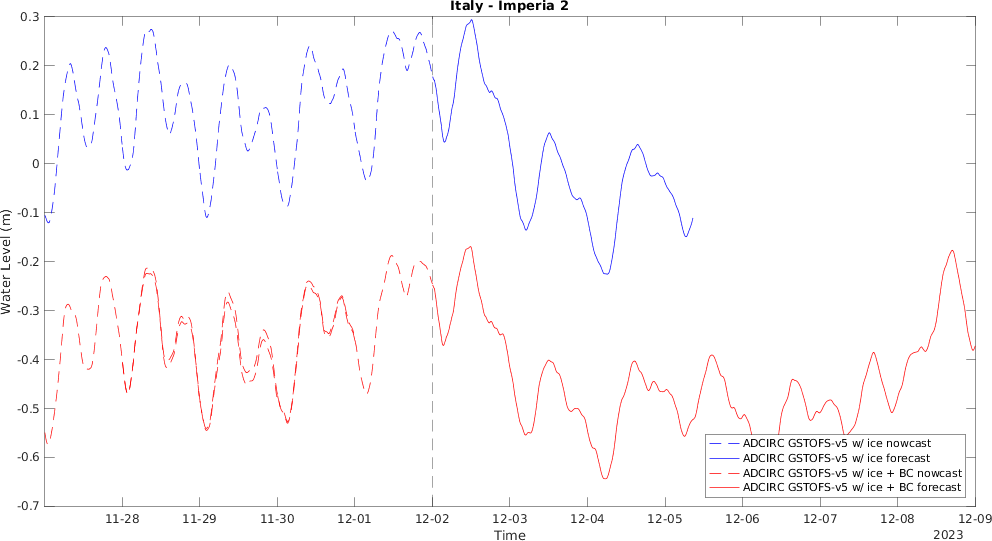 Italy - Imperia 2
Water Level (m)
0.3
0.2
0.1
0
-0.1
-0.2
-0.3
-0.4
-0.5
-0.6
-0.7
ADCIRC GSTOFS-v5 w/ ice nowcast
ADCIRC GSTOFS-v5 w/ ice forecast
ADCIRC GSTOFS-v5 w/ ice + BC nowcast
ADCIRC GSTOFS-v5 w/ ice + BC forecast
11-28 11-29 11-30 12-01 12-02 12-03 12-04 12-05 12-06 12-07 12-08 12-09
Time
2023